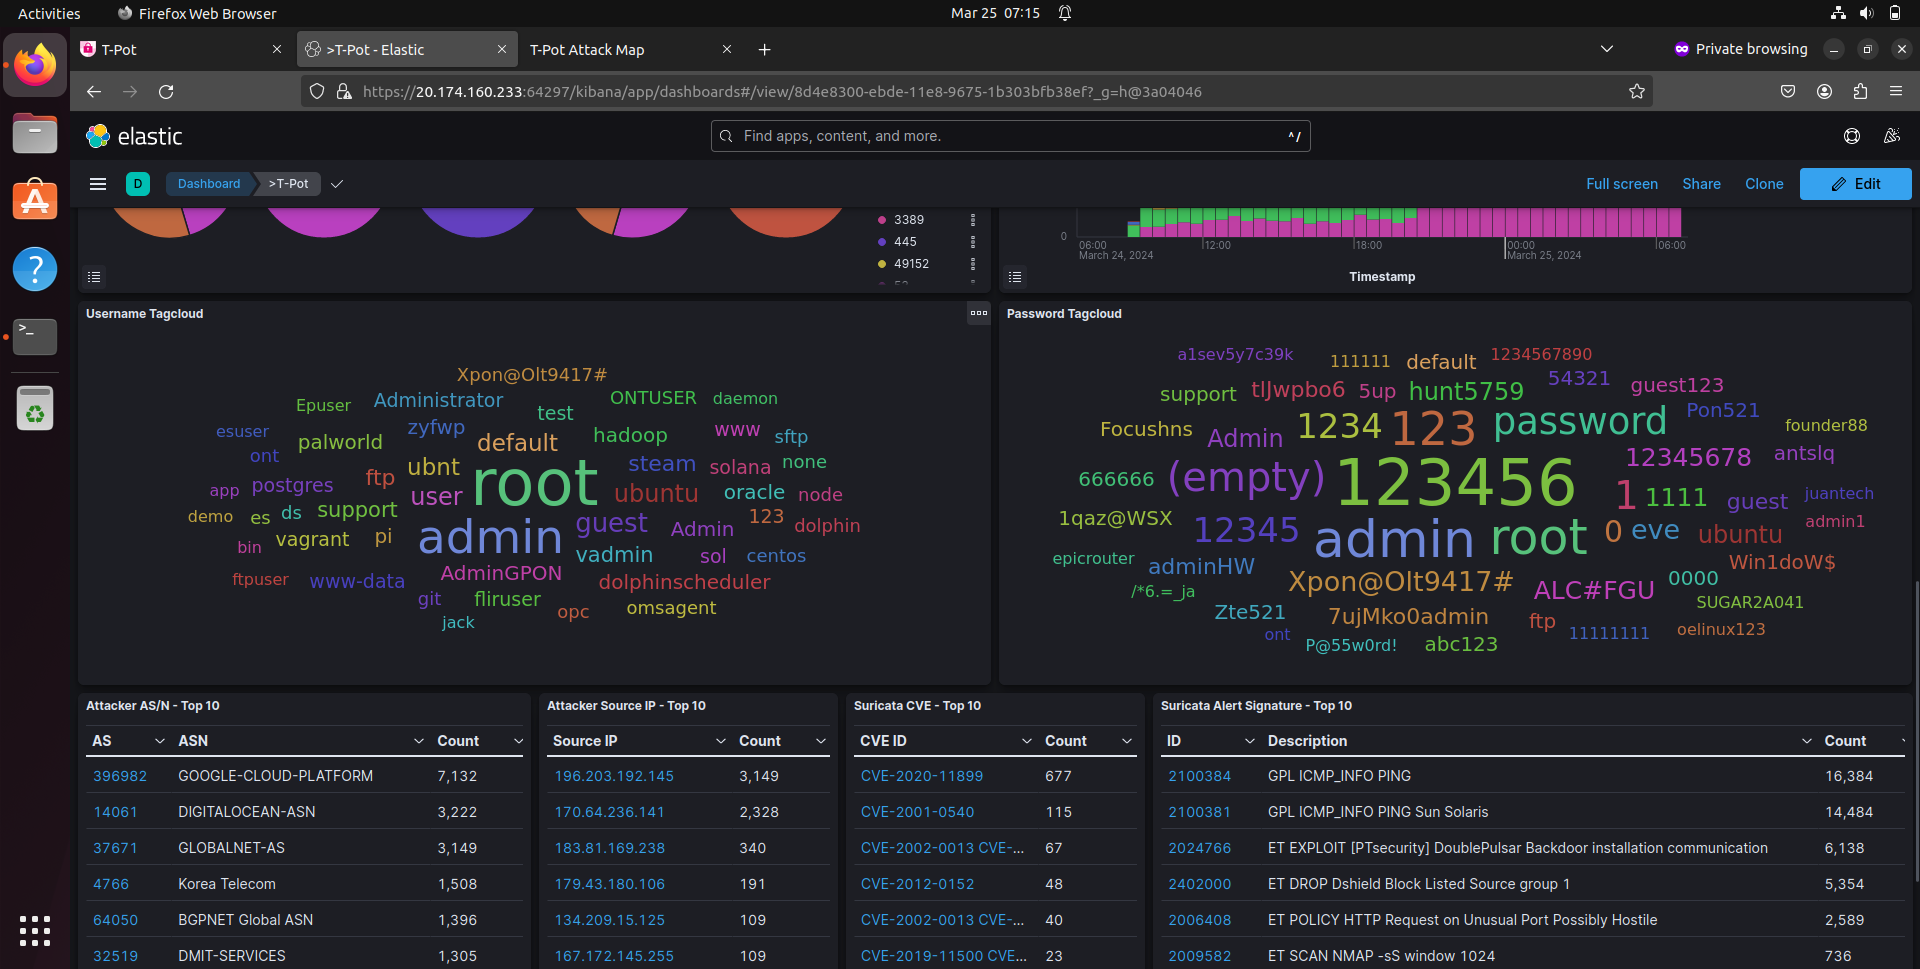 Activities
Firefox Web Browser
Mar 25 07:15
T-Pot
>T-Pot - Elastic
T-Pot Attack Map
Private browsing
https://20.174.160.233:64297/kibana/app/dashboards#/view/8d4e8300-ebde-11e8-9675-1b303bfb38ef?_g=h@3a04046
elastic
Find apps, content, and more.
^/
D
Dashboard
>T-Pot
Full screen
Share
Clone
Edit
3389
445
49152
0
06:00
March 24, 2024
12:00
18:00
00:00
March 25, 2024
06:00
Timestamp
Username Tagcloud
Xpon@Olt9417#
Epuser Administrator ONTUSER daemon
test
esuser zyfwp www sftp
palworld default hadoop
ont ubnt root steam solana none
app postgres ftp user ubuntu oracle node
demo es ds support guest Admin 123 dolphin
bin vagrant pi admin vadmin sol centos
ftpuser www-data AdminGPON dolphinscheduler
git fliruser opc omsagent
jack
Password Tagcloud
a1sev5y7c39k 111111 default 1234567890
support tlJwpbo6 5up hunt5759 54321 guest123
Focushns Admin 1234 123 password Pon521 founder88
666666 (empty) 123456 12345678 antslq
1 1111 guest juantech
1qaz@WSX 12345 admin root 0 eve ubuntu admin1
epicrouter adminHW Win1doW$
/*6.=_ja Xpon@Olt9417# ALC#FGU 0000
SUGAR2A041
Zte521 7ujMko0admin ftp 11111111 oelinux123
ont P@55w0rd! abc123
Attacker AS/N - Top 10
AS ASN Count
396982 GOOGLE-CLOUD-PLATFORM 7,132
14061 DIGITALOCEAN-ASN 3,222
37671 GLOBALNET-AS 3,149
4766 Korea Telecom 1,508
64050 BGPNET Global ASN 1,396
32519 DMIT-SERVICES 1,305
Attacker Source IP - Top 10
Source IP Count
196.203.192.145 3,149
170.64.236.141 2,328
183.81.169.238 340
179.43.180.106 191
134.209.15.125 109
167.172.145.255 109
Suricata CVE - Top 10
CVE ID Count
CVE-2020-11899 677
CVE-2001-0540 115
CVE-2002-0013 CVE-... 67
CVE-2012-0152 48
CVE-2002-0013 CVE-... 40
CVE-2019-11500 CVE... 23
Suricata Alert Signature - Top 10
ID Description Count
2100384 GPL ICMP_INFO PING 16,384
2100381 GPL ICMP_INFO PING Sun Solaris 14,484
2024766 ET EXPLOIT [PTsecurity] DoublePulsar Backdoor installation communication 6,138
2402000 ET DROP Dshield Block Listed Source group 1 5,354
2006408 ET POLICY HTTP Request on Unusual Port Possibly Hostile 2,589
2009582 ET SCAN NMAP -sS window 1024 736